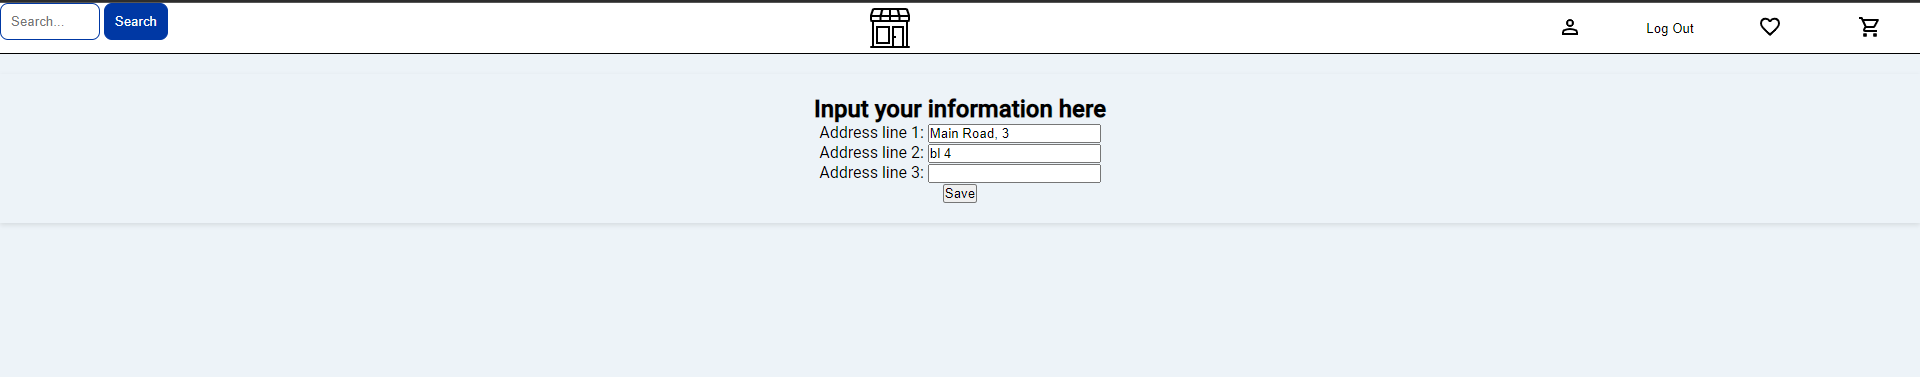 Search... Search Log Out
Input your information here
Address line 1: Main Road, 3
Address line 2: bl 4
Address line 3:
Save